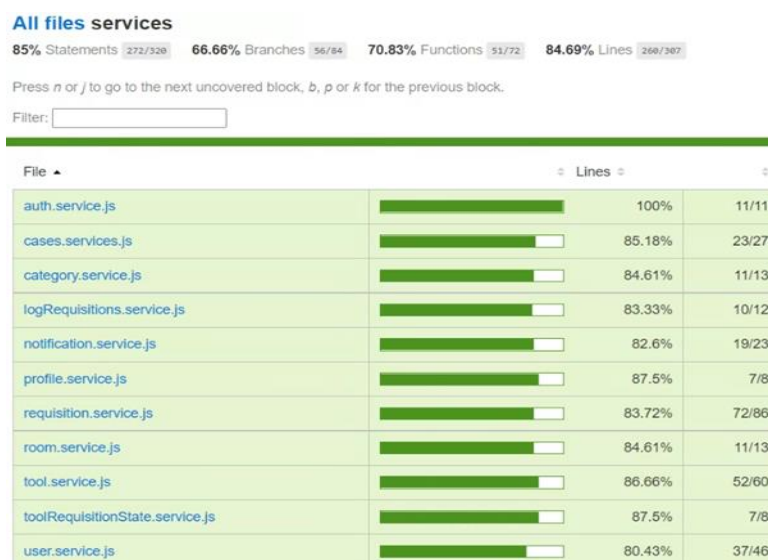 All files services
85% Statements 272/320 66.66% Branches 56/84 70.83% Functions 51/72 84.69% Lines 260/307
Press n or j to go to the next uncovered block, b, p or k for the previous block.
Filter:
File Lines
auth.service.js 100% 11/11
cases.services.js 85.18% 23/27
category.service.js 84.61% 11/13
logRequisitions.service.js 83.33% 10/12
notification.service.js 82.6% 19/23
profile.service.js 87.5% 7/8
requisition.service.js 83.72% 72/86
room.service.js 84.61% 11/13
tool.service.js 86.66% 52/60
toolRequisitionState.service.js 87.5% 7/8
user.service.js 80.43% 37/46